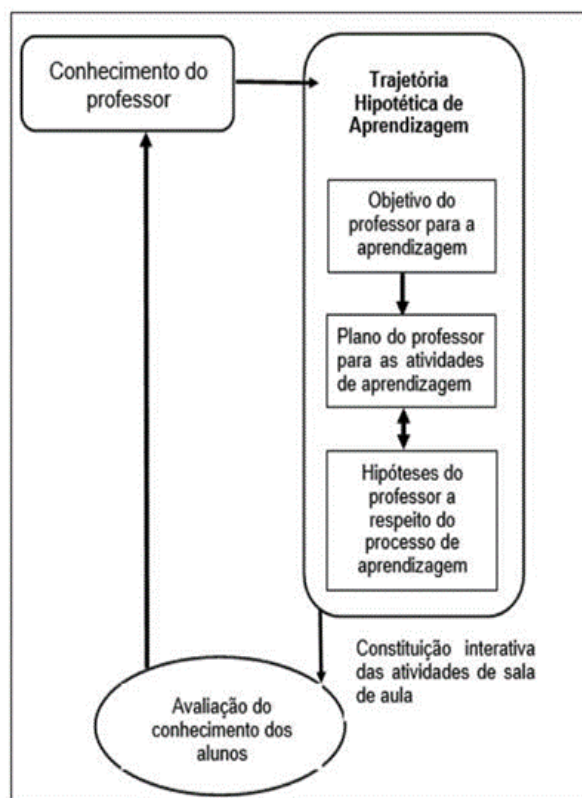 Conhecimento do
professor
Trajetória
Hipotética de
Aprendizagem
Objetivo do
professor para a
aprendizagem
Plano do professor
para as atividades
de aprendizagem
Hipóteses do
professor a
respeito do
processo de
aprendizagem
Constituição interativa
das atividades de sala
de aula
Avaliação do
conhecimento dos
alunos